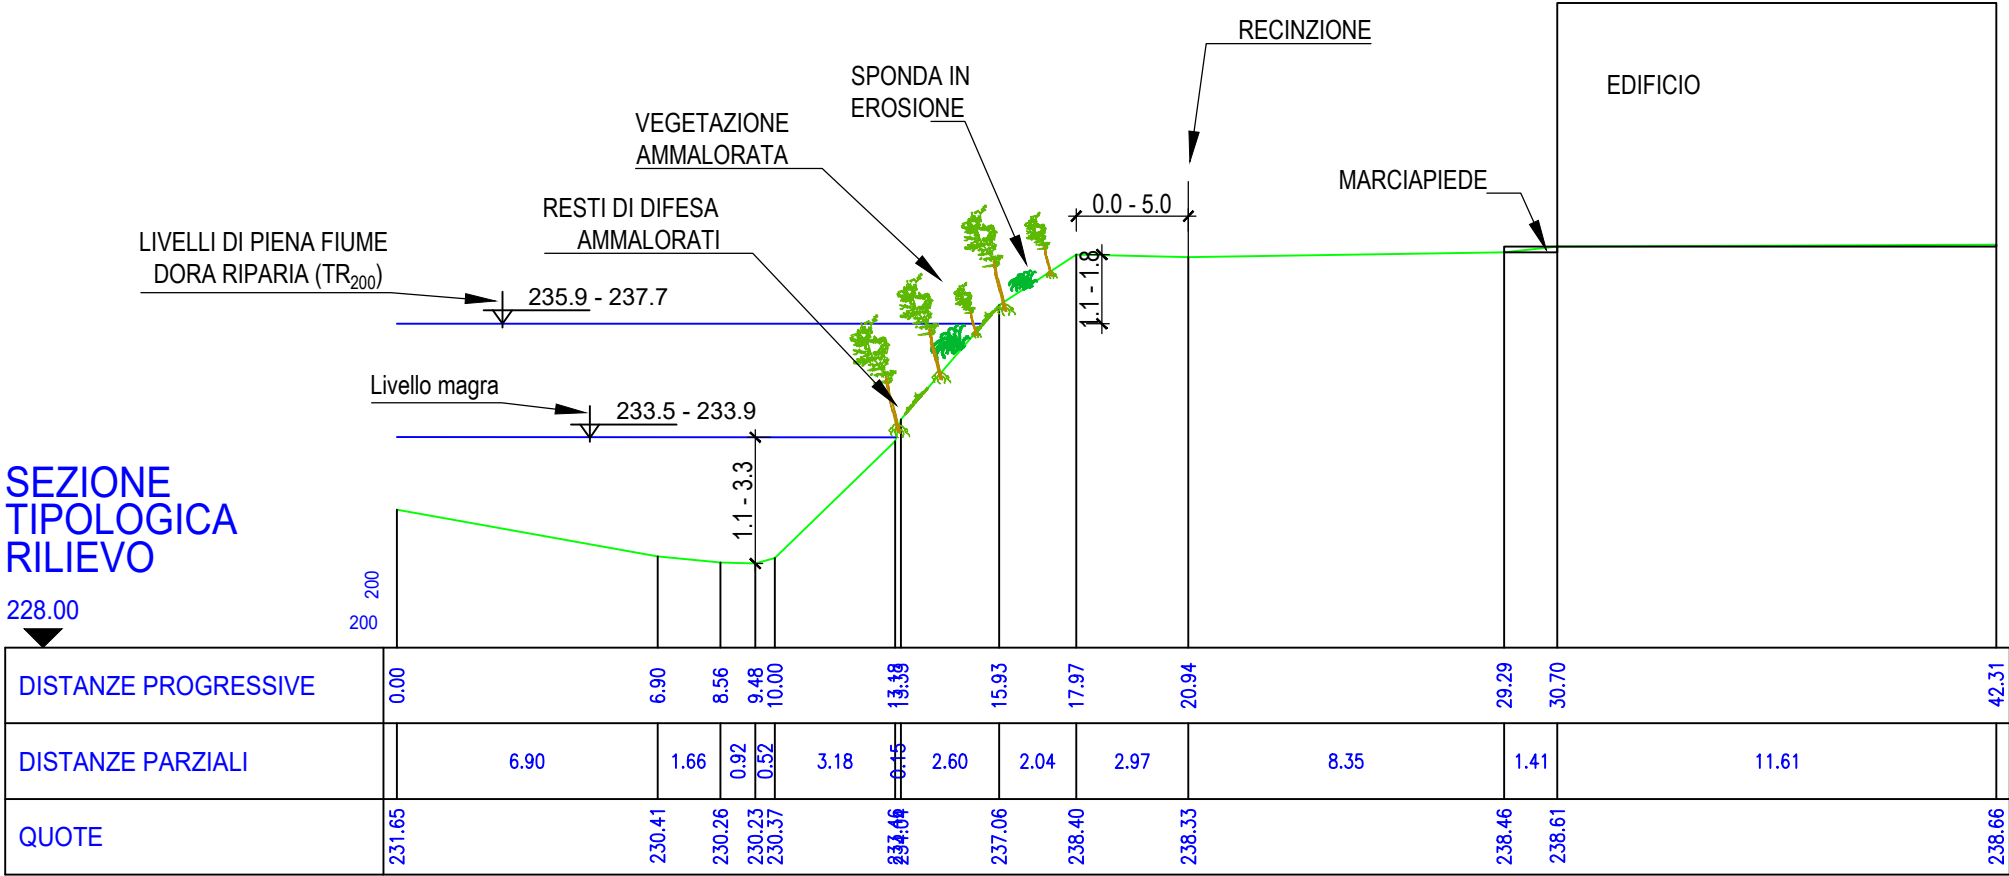 RECINZIONE
EDIFICIO
SPONDA IN
EROSIONE
VEGETAZIONE
AMMALORATA
MARCIAPIEDE
0.0 - 5.0
RESTI DI DIFESA
AMMALORATI
LIVELLI DI PIENA FIUME
DORA RIPARIA (TR200)
235.9 - 237.7
1.1 - 1.8
Livello magra
233.5 - 233.9
1.1 - 3.3
SEZIONE
TIPOLOGICA
RILIEVO
228.00
200
200
DISTANZE PROGRESSIVE 0.00 6.90 8.56 9.48 10.00 13.18 15.93 17.97 20.94 29.29 30.70 42.31
DISTANZE PARZIALI 6.90 1.66 0.92 0.52 3.18 0.15 2.60 2.04 2.97 8.35 1.41 11.61
QUOTE 231.65 230.41 230.26 230.23 230.37 237.06 238.40 238.33 238.46 238.61 238.66